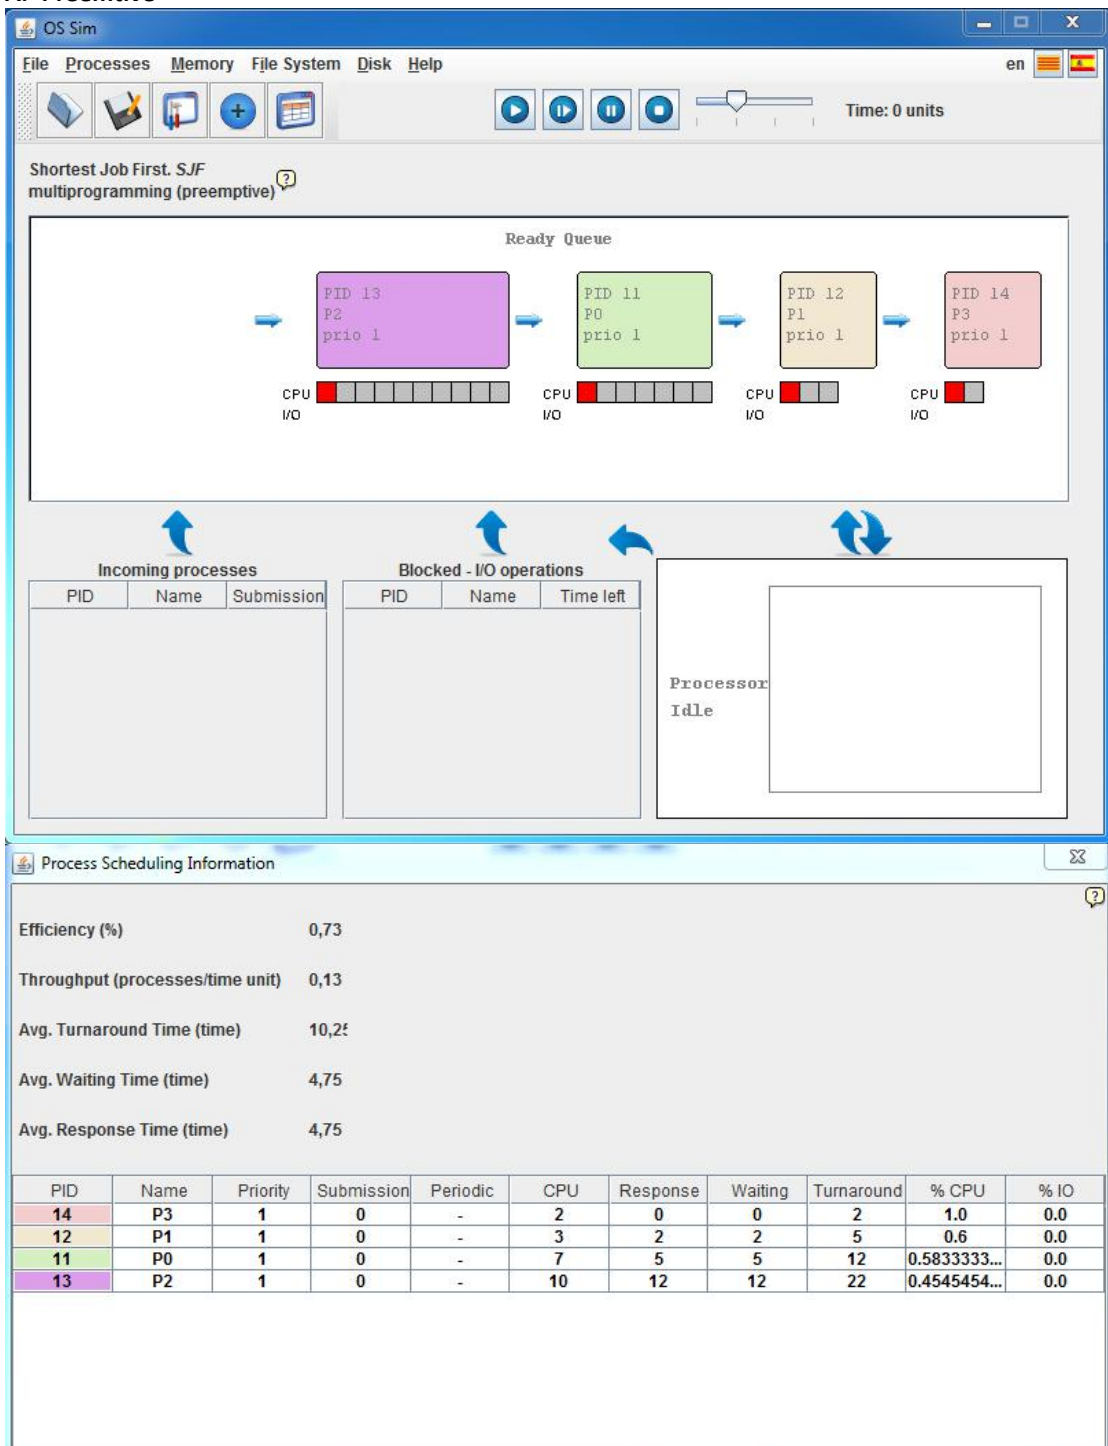 OS Sim
File Processes Memory File System Disk Help en
Time: 0 units
Shortest Job First. SJF
multiprogramming (preemptive)
Ready Queue
PID 13
P2
prio 1
PID 11
P0
prio 1
PID 12
P1
prio 1
PID 14
P3
prio 1
CPU
I/O
CPU
I/O
CPU
I/O
CPU
I/O
Incoming processes
PID Name Submission
Blocked - I/O operations
PID Name Time left
Processor
Idle
Process Scheduling Information
Efficiency (%) 0,73
Throughput (processes/time unit) 0,13
Avg. Turnaround Time (time) 10,25
Avg. Waiting Time (time) 4,75
Avg. Response Time (time) 4,75
PID Name Priority Submission Periodic CPU Response Waiting Turnaround % CPU % IO
14 P3 1 0 - 2 0 0 2 1.0 0.0
12 P1 1 0 - 3 2 2 5 0.6 0.0
11 P0 1 0 - 7 5 5 12 0.5833333... 0.0
13 P2 1 0 - 10 12 12 22 0.4545454... 0.0